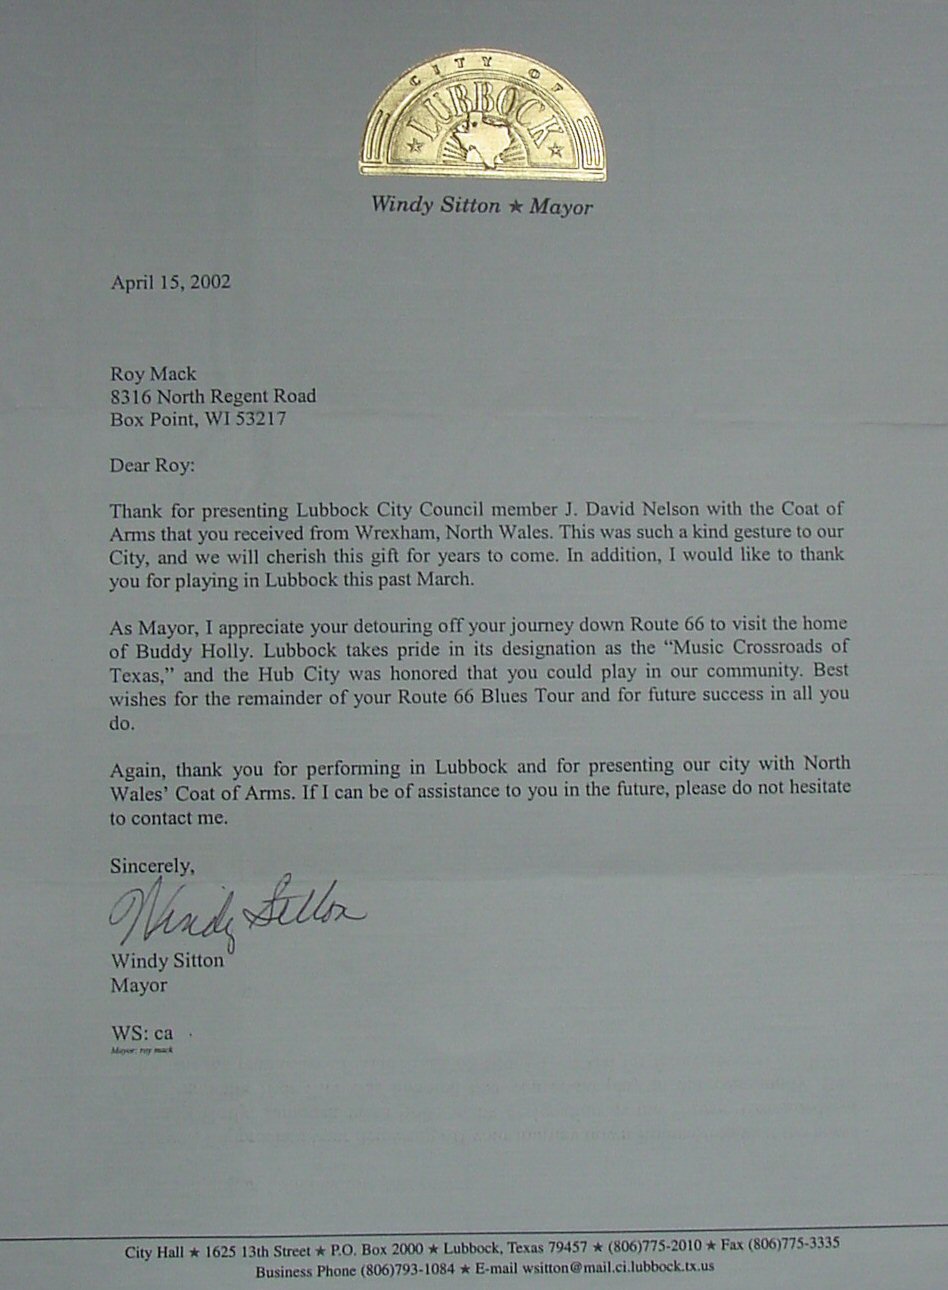 CITY OF
LUBBOCK
Windy Sitton ★ Mayor
April 15, 2002
Roy Mack
8316 North Regent Road
Box Point, WI 53217
Dear Roy:
Thank for presenting Lubbock City Council member J. David Nelson with the Coat of
Arms that you received from Wrexham, North Wales. This was such a kind gesture to our
City, and we will cherish this gift for years to come. In addition, I would like to thank
you for playing in Lubbock this past March.
As Mayor, I appreciate your detouring off your journey down Route 66 to visit the home
of Buddy Holly. Lubbock takes pride in its designation as the “Music Crossroads of
Texas,” and the Hub City was honored that you could play in our community. Best
wishes for the remainder of your Route 66 Blues Tour and for future success in all you
do.
Again, thank you for performing in Lubbock and for presenting our city with North
Wales’ Coat of Arms. If I can be of assistance to you in the future, please do not hesitate
to contact me.
Sincerely,
Windy Sitton
Windy Sitton
Mayor
WS: ca
Mayor: roy mack
City Hall ★ 1625 13th Street ★ P.O. Box 2000 ★ Lubbock, Texas 79457 ★ (806)775-2010 ★ Fax (806)775-3335
Business Phone (806)793-1084 ★ E-mail wsitton@mail.ci.lubbock.tx.us